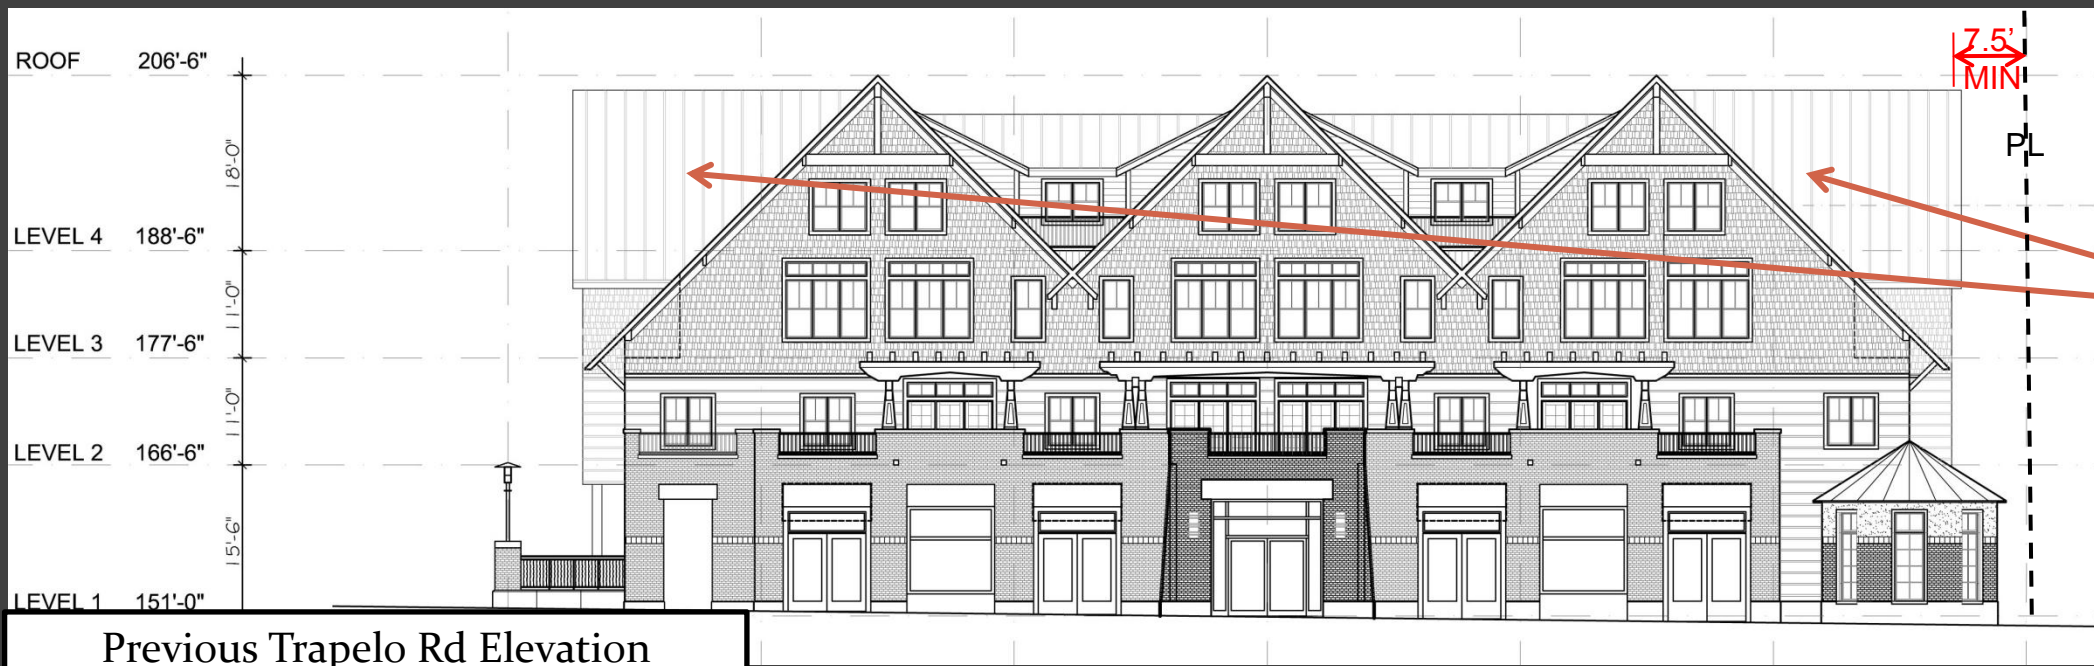 ROOF 206'-6"
7.5'
MIN
PL
18'-0"
LEVEL 4 188'-6"
11'-0"
LEVEL 3 177'-6"
11'-0"
LEVEL 2 166'-6"
15'-6"
LEVEL 1 151'-0"
Previous Trapelo Rd Elevation